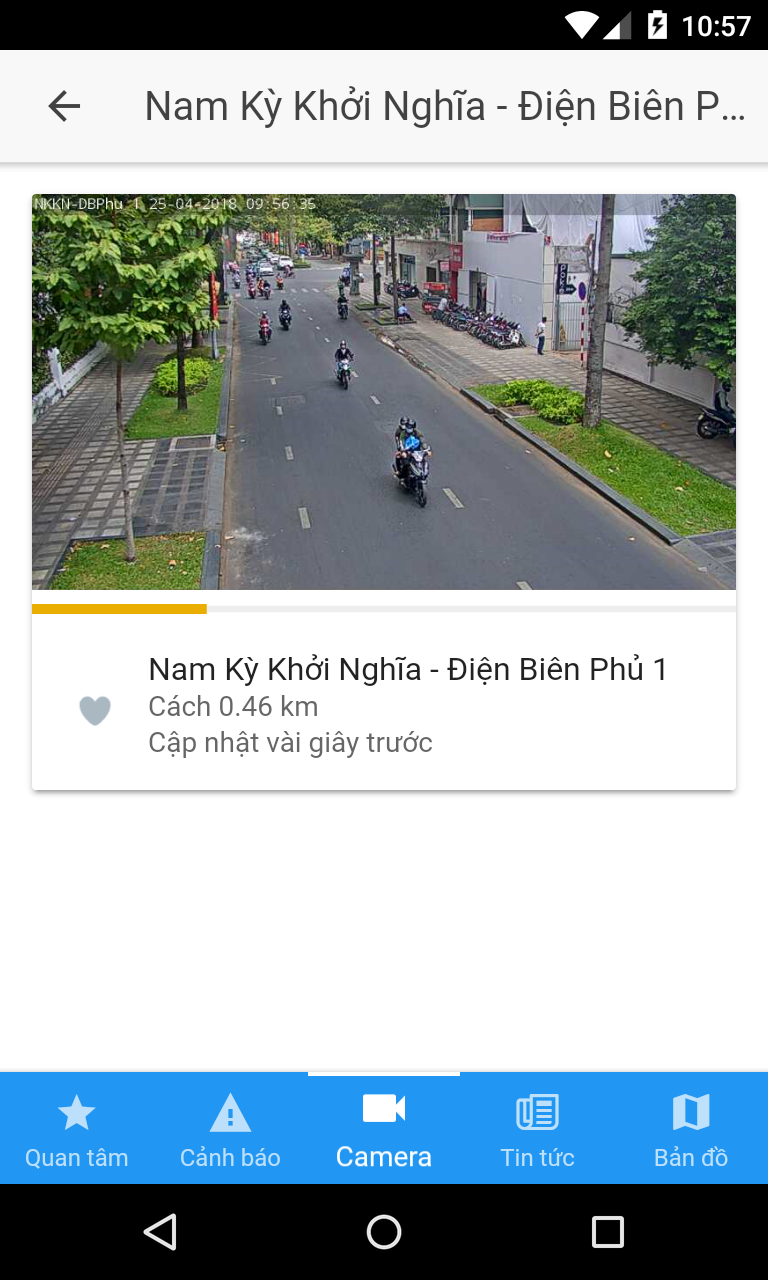 10:57
Nam Kỳ Khởi Nghĩa - Điện Biên P...
NKKN-DBPhu 1 25-04-2018 09:56:35
Nam Kỳ Khởi Nghĩa - Điện Biên Phủ 1
Cách 0.46 km
Cập nhật vài giây trước
Quan tâm
Cảnh báo
Camera
Tin tức
Bản đồ